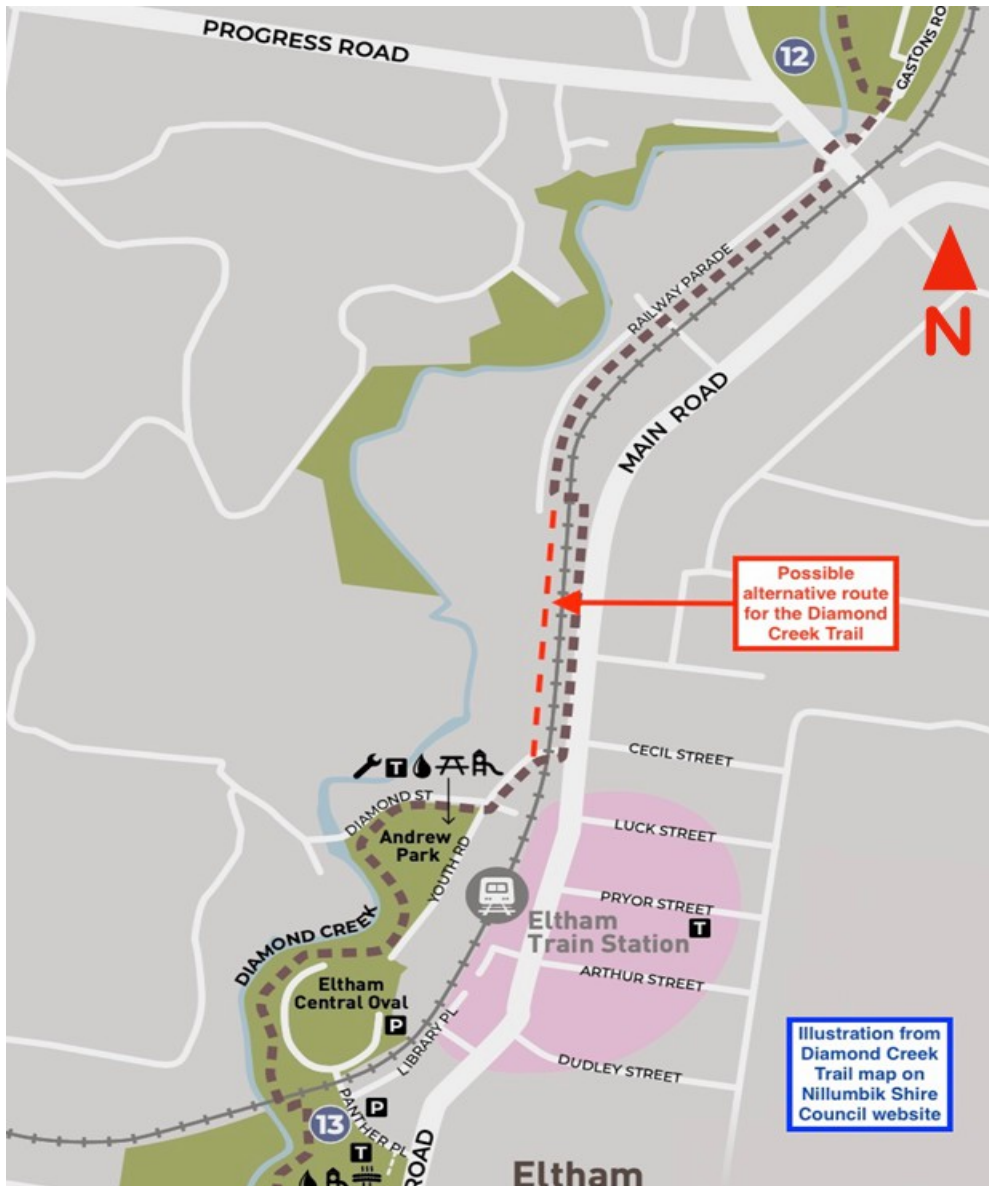 PROGRESS ROAD
12
GASTONS RO
RAILWAY PARADE
N
MAIN ROAD
Possible
alternative route
for the Diamond
Creek Trail
CECIL STREET
T
DIAMOND ST
LUCK STREET
Andrew
Park
YOUTH RD
PRYOR STREET
Eltham
Train Station
T
DIAMOND CREEK
ARTHUR STREET
Eltham
Central Oval
P
LIBRARY PL
Illustration from
Diamond Creek
Trail map on
Nillumbik Shire
Council website
DUDLEY STREET
P
PANTHER PL
13
T
ROAD
Eltham